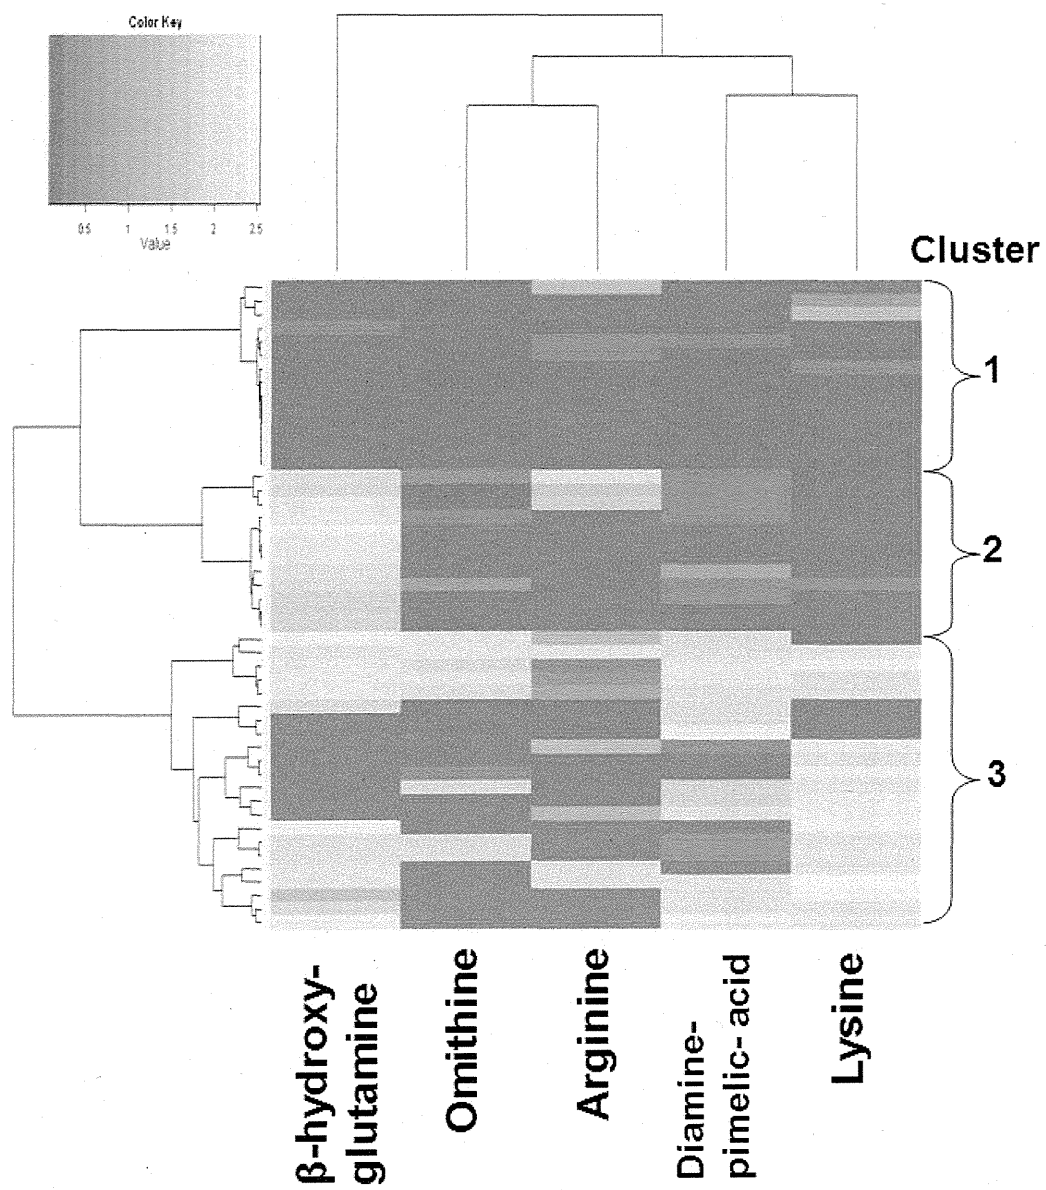 Color Key
0.5 1 1.5 2 2.5
Value
Cluster
1
2
3
β-hydroxy-
glutamine
Omithine
Arginine
Diamine-
pimelic- acid
Lysine